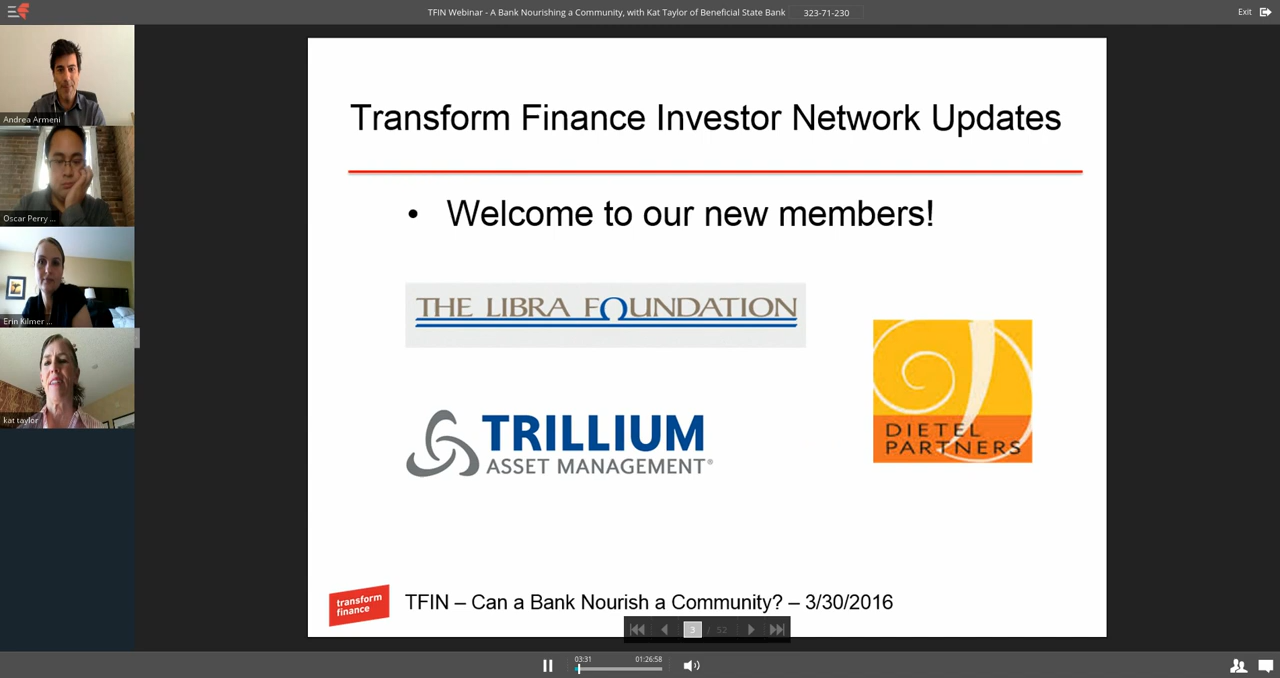 TFIN Webinar - A Bank Nourishing a Community, with Kat Taylor of Beneficial State Bank 323-71-230
Exit
Andrea Armeni
Oscar Perry ...
Erin Kilmer ...
kat taylor
Transform Finance Investor Network Updates
• Welcome to our new members!
THE LIBRA FOUNDATION
TRILLIUM
ASSET MANAGEMENT®
DIETEL
PARTNERS
transform
finance
TFIN – Can a Bank Nourish a Community? – 3/30/2016
3 / 52
03:31 01:26:58